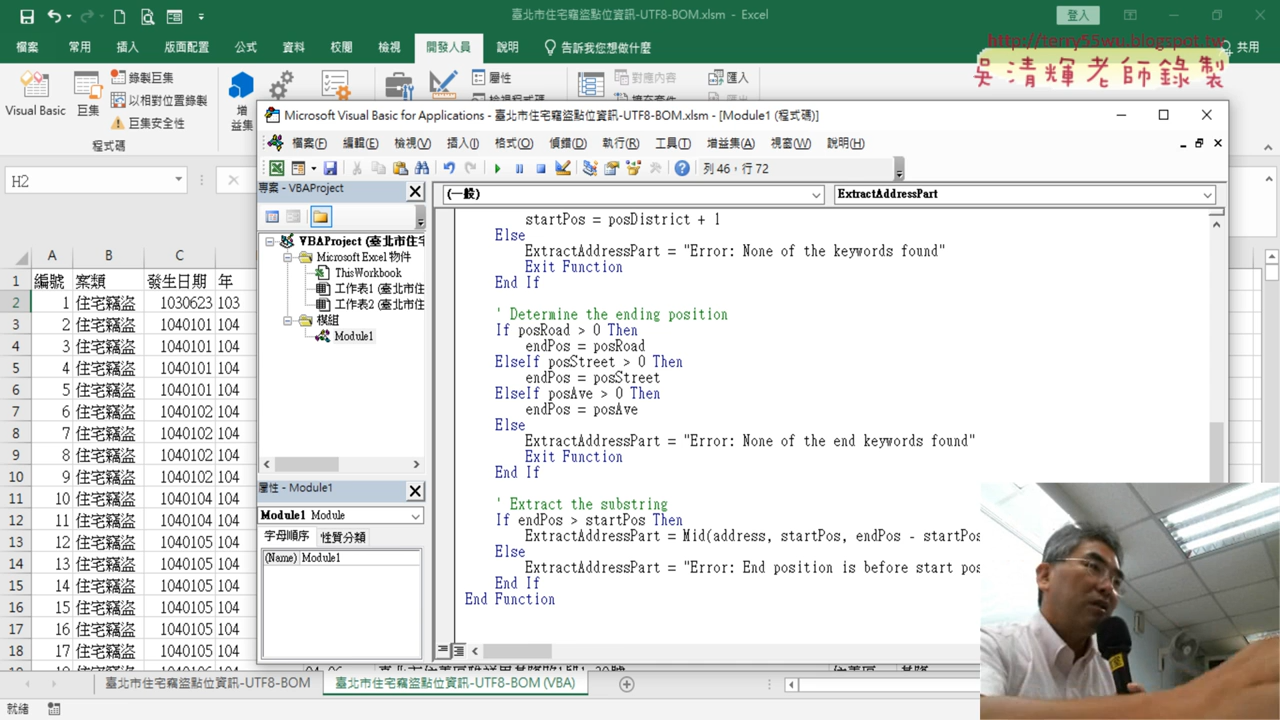 臺北市住宅竊盜點位資訊-UTF8-BOM.xlsm - Excel
登入
檔案 常用 插入 版面配置 公式 資料 校閱 檢視 開發人員 說明 告訴我您想做什麼 共用
http://terry55wu.blogspot.tw
吳清輝老師錄製
Visual Basic 巨集 錄製巨集 以相對位置錄製 巨集安全性 增益集 屬性 檢視程式碼 對應內容 擴充套件 匯入
程式碼
Microsoft Visual Basic for Applications - 臺北市住宅竊盜點位資訊-UTF8-BOM.xlsm - [Module1 (程式碼)]
檔案(F) 編輯(E) 檢視(V) 插入(I) 格式(O) 偵錯(D) 執行(R) 工具(T) 增益集(A) 視窗(W) 說明(H)
列 46，行 72
H2
專案 - VBAProject
VBAProject (臺北市住宅
Microsoft Excel 物件
ThisWorkbook
工作表1 (臺北市住
工作表2 (臺北市住
模組
Module1
屬性 - Module1
Module1 Module
字母順序 性質分類
(Name) Module1
(一般) ExtractAddressPart
startPos = posDistrict + 1
Else
ExtractAddressPart = "Error: None of the keywords found"
Exit Function
End If
' Determine the ending position
If posRoad > 0 Then
endPos = posRoad
ElseIf posStreet > 0 Then
endPos = posStreet
ElseIf posAve > 0 Then
endPos = posAve
Else
ExtractAddressPart = "Error: None of the end keywords found"
Exit Function
End If
' Extract the substring
If endPos > startPos Then
ExtractAddressPart = Mid(address, startPos, endPos - startPos
Else
ExtractAddressPart = "Error: End position is before start pos
End If
End Function
A B C
1 編號 案類 發生日期 年
2 1 住宅竊盜 1030623 103
3 2 住宅竊盜 1040101 104
4 3 住宅竊盜 1040101 104
5 4 住宅竊盜 1040101 104
6 5 住宅竊盜 1040101 104
7 6 住宅竊盜 1040102 104
8 7 住宅竊盜 1040102 104
9 8 住宅竊盜 1040102 104
10 9 住宅竊盜 1040102 104
11 10 住宅竊盜 1040104 104
12 11 住宅竊盜 1040104 104
13 12 住宅竊盜 1040105 104
14 13 住宅竊盜 1040105 104
15 14 住宅竊盜 1040105 104
16 15 住宅竊盜 1040105 104
17 16 住宅竊盜 1040105 104
18 17 住宅竊盜 1040105 104
臺北市住宅竊盜點位資訊-UTF8-BOM 臺北市住宅竊盜點位資訊-UTF8-BOM (VBA)
就緒